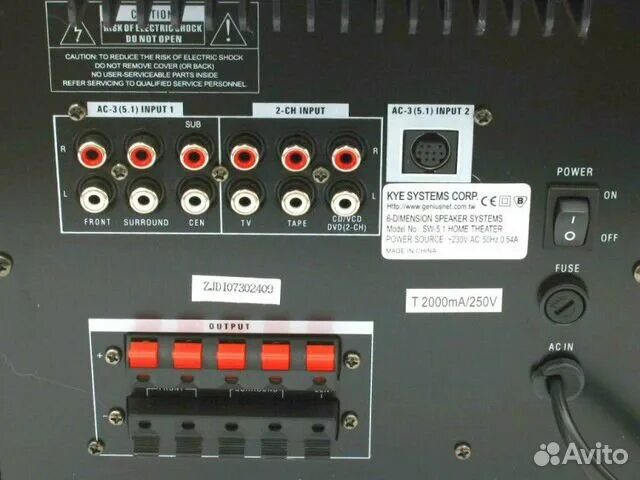 CAUTION
RISK OF ELECTRIC SHOCK
DO NOT OPEN
CAUTION: TO REDUCE THE RISK OF ELECTRIC SHOCK
DO NOT REMOVE COVER (OR BACK)
NO USER-SERVICEABLE PARTS INSIDE
REFER SERVICING TO QUALIFIED SERVICE PERSONNEL.
AC-3 (5.1) INPUT 1
2-CH INPUT
AC-3 (5.1) INPUT 2
SUB
R
R
L
L
FRONT
SURROUND
CEN
TV
TAPE
CD/VCD
DVD(2-CH)
KYE SYSTEMS CORP.
CE
B
Http://www.geniusnet.com.tw
6-DIMENSION SPEAKER SYSTEMS
Model No. SW-5.1 HOME THEATER
POWER SOURCE: ~230V AC 50Hz 0.54A
MADE IN CHINA
POWER
ON
OFF
FUSE
ZJDI07302409
T 2000mA/250V
AC IN
OUTPUT
+
-
FRONT
SURROUND
CEN
Avito